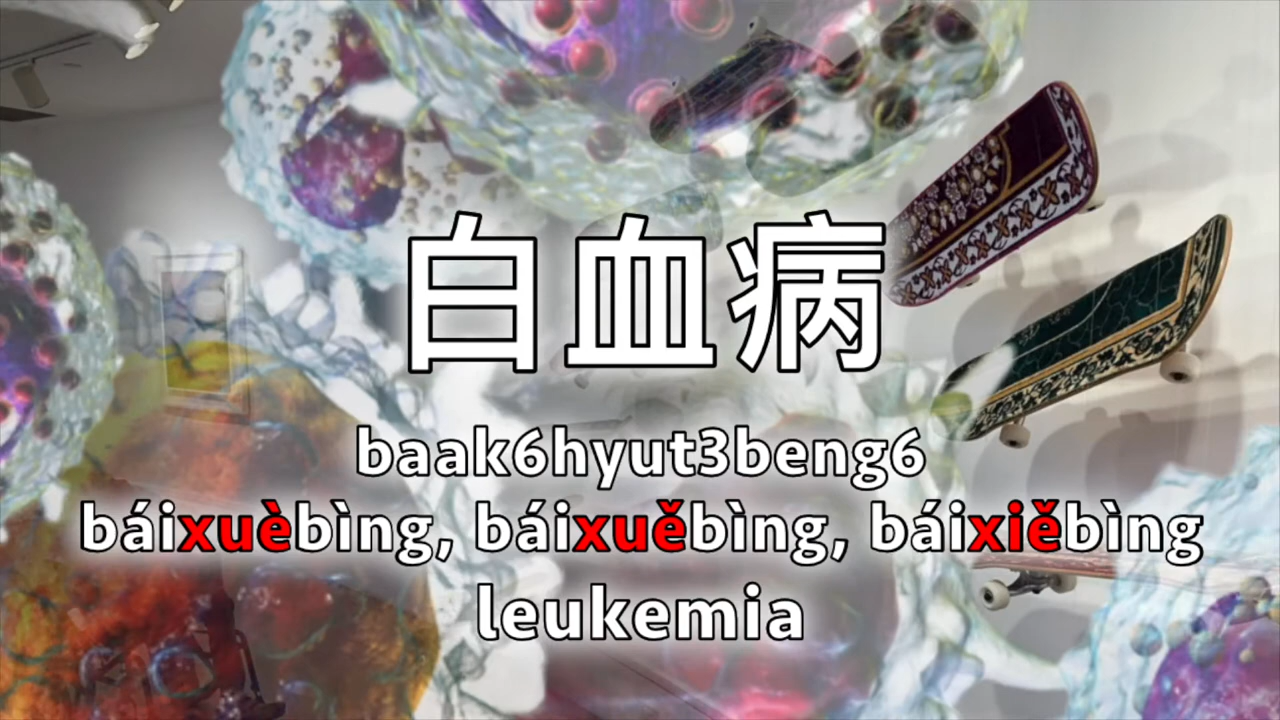 白血病
baak6hyut3beng6
báixuèbìng, báixuěbìng, báixiěbìng
leukemia